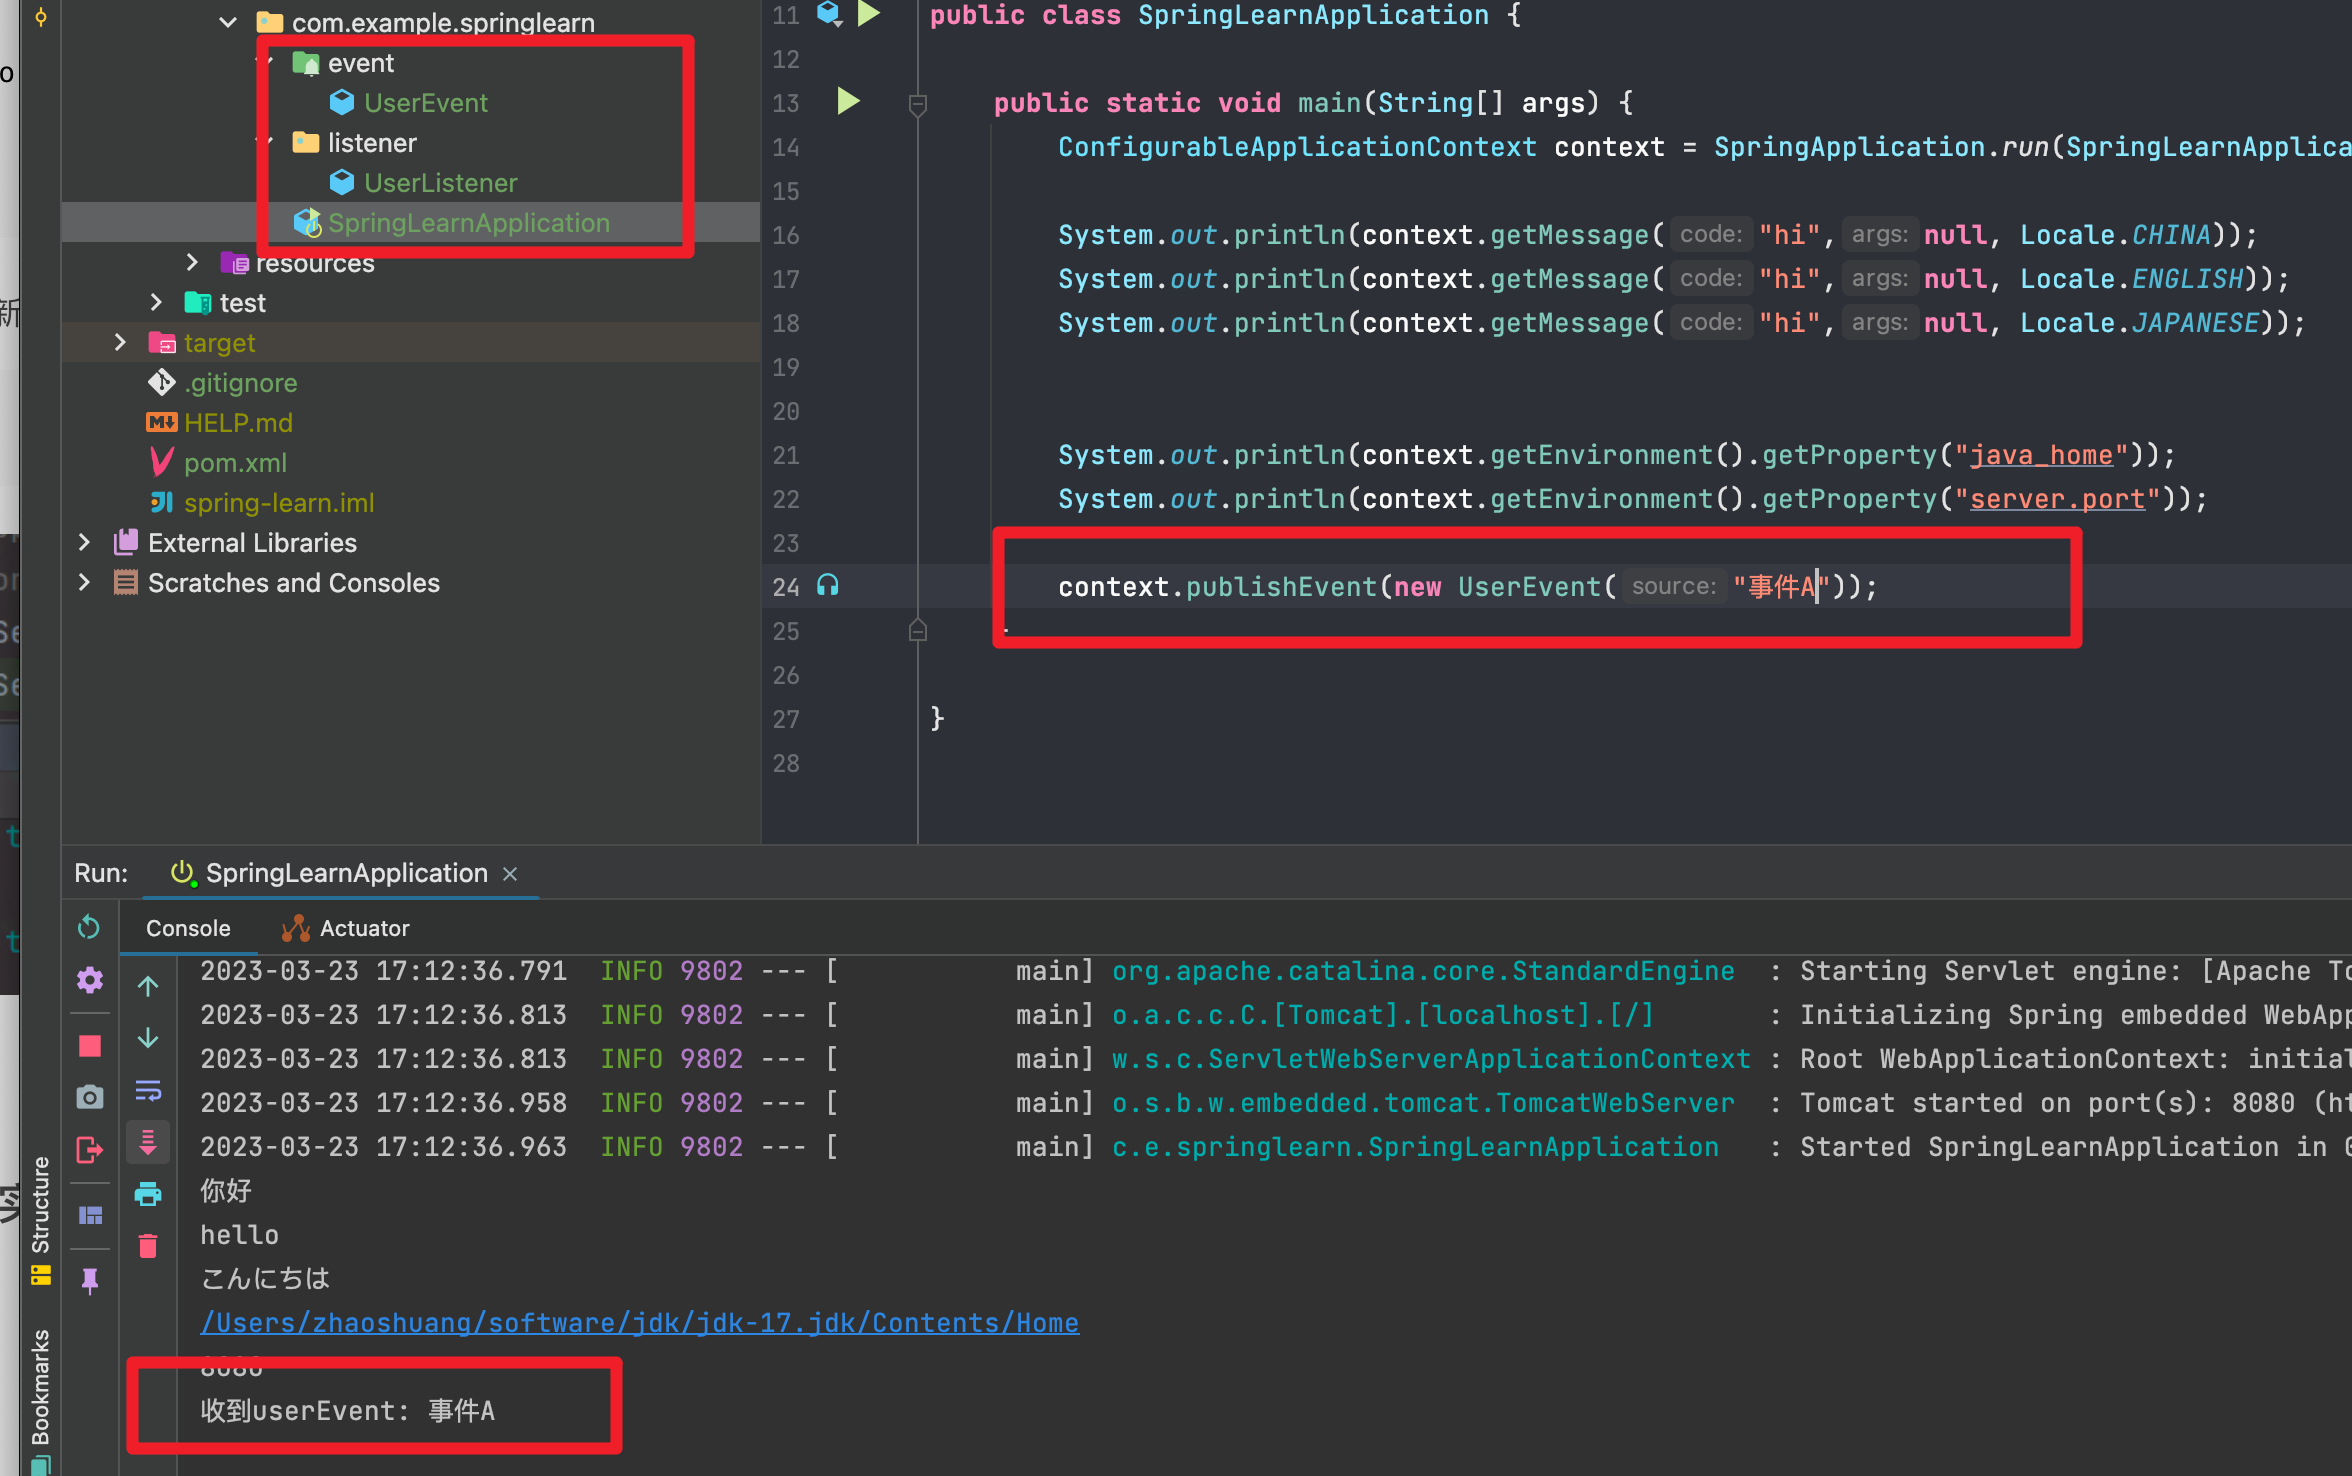 com.example.springlearn
event
UserEvent
listener
UserListener
SpringLearnApplication
resources
test
target
.gitignore
HELP.md
pom.xml
spring-learn.iml
External Libraries
Scratches and Consoles
11 public class SpringLearnApplication {
12
13 public static void main(String[] args) {
14 ConfigurableApplicationContext context = SpringApplication.run(SpringLearnApplica
15
16 System.out.println(context.getMessage( code: "hi", args: null, Locale.CHINA));
17 System.out.println(context.getMessage( code: "hi", args: null, Locale.ENGLISH));
18 System.out.println(context.getMessage( code: "hi", args: null, Locale.JAPANESE));
19
20
21 System.out.println(context.getEnvironment().getProperty("java_home"));
22 System.out.println(context.getEnvironment().getProperty("server.port"));
23
24 context.publishEvent(new UserEvent( source: "事件A"));
25
26
27 }
28
Run: SpringLearnApplication ×
Console Actuator
2023-03-23 17:12:36.791 INFO 9802 --- [ main] org.apache.catalina.core.StandardEngine : Starting Servlet engine: [Apache To
2023-03-23 17:12:36.813 INFO 9802 --- [ main] o.a.c.c.C.[Tomcat].[localhost].[/] : Initializing Spring embedded WebApp
2023-03-23 17:12:36.813 INFO 9802 --- [ main] w.s.c.ServletWebServerApplicationContext : Root WebApplicationContext: initial
2023-03-23 17:12:36.958 INFO 9802 --- [ main] o.s.b.w.embedded.tomcat.TomcatWebServer : Tomcat started on port(s): 8080 (ht
2023-03-23 17:12:36.963 INFO 9802 --- [ main] c.e.springlearn.SpringLearnApplication : Started SpringLearnApplication in 0
你好
hello
こんにちは
/Users/zhaoshuang/software/jdk/jdk-17.jdk/Contents/Home
8080
收到userEvent: 事件A
Structure
Bookmarks